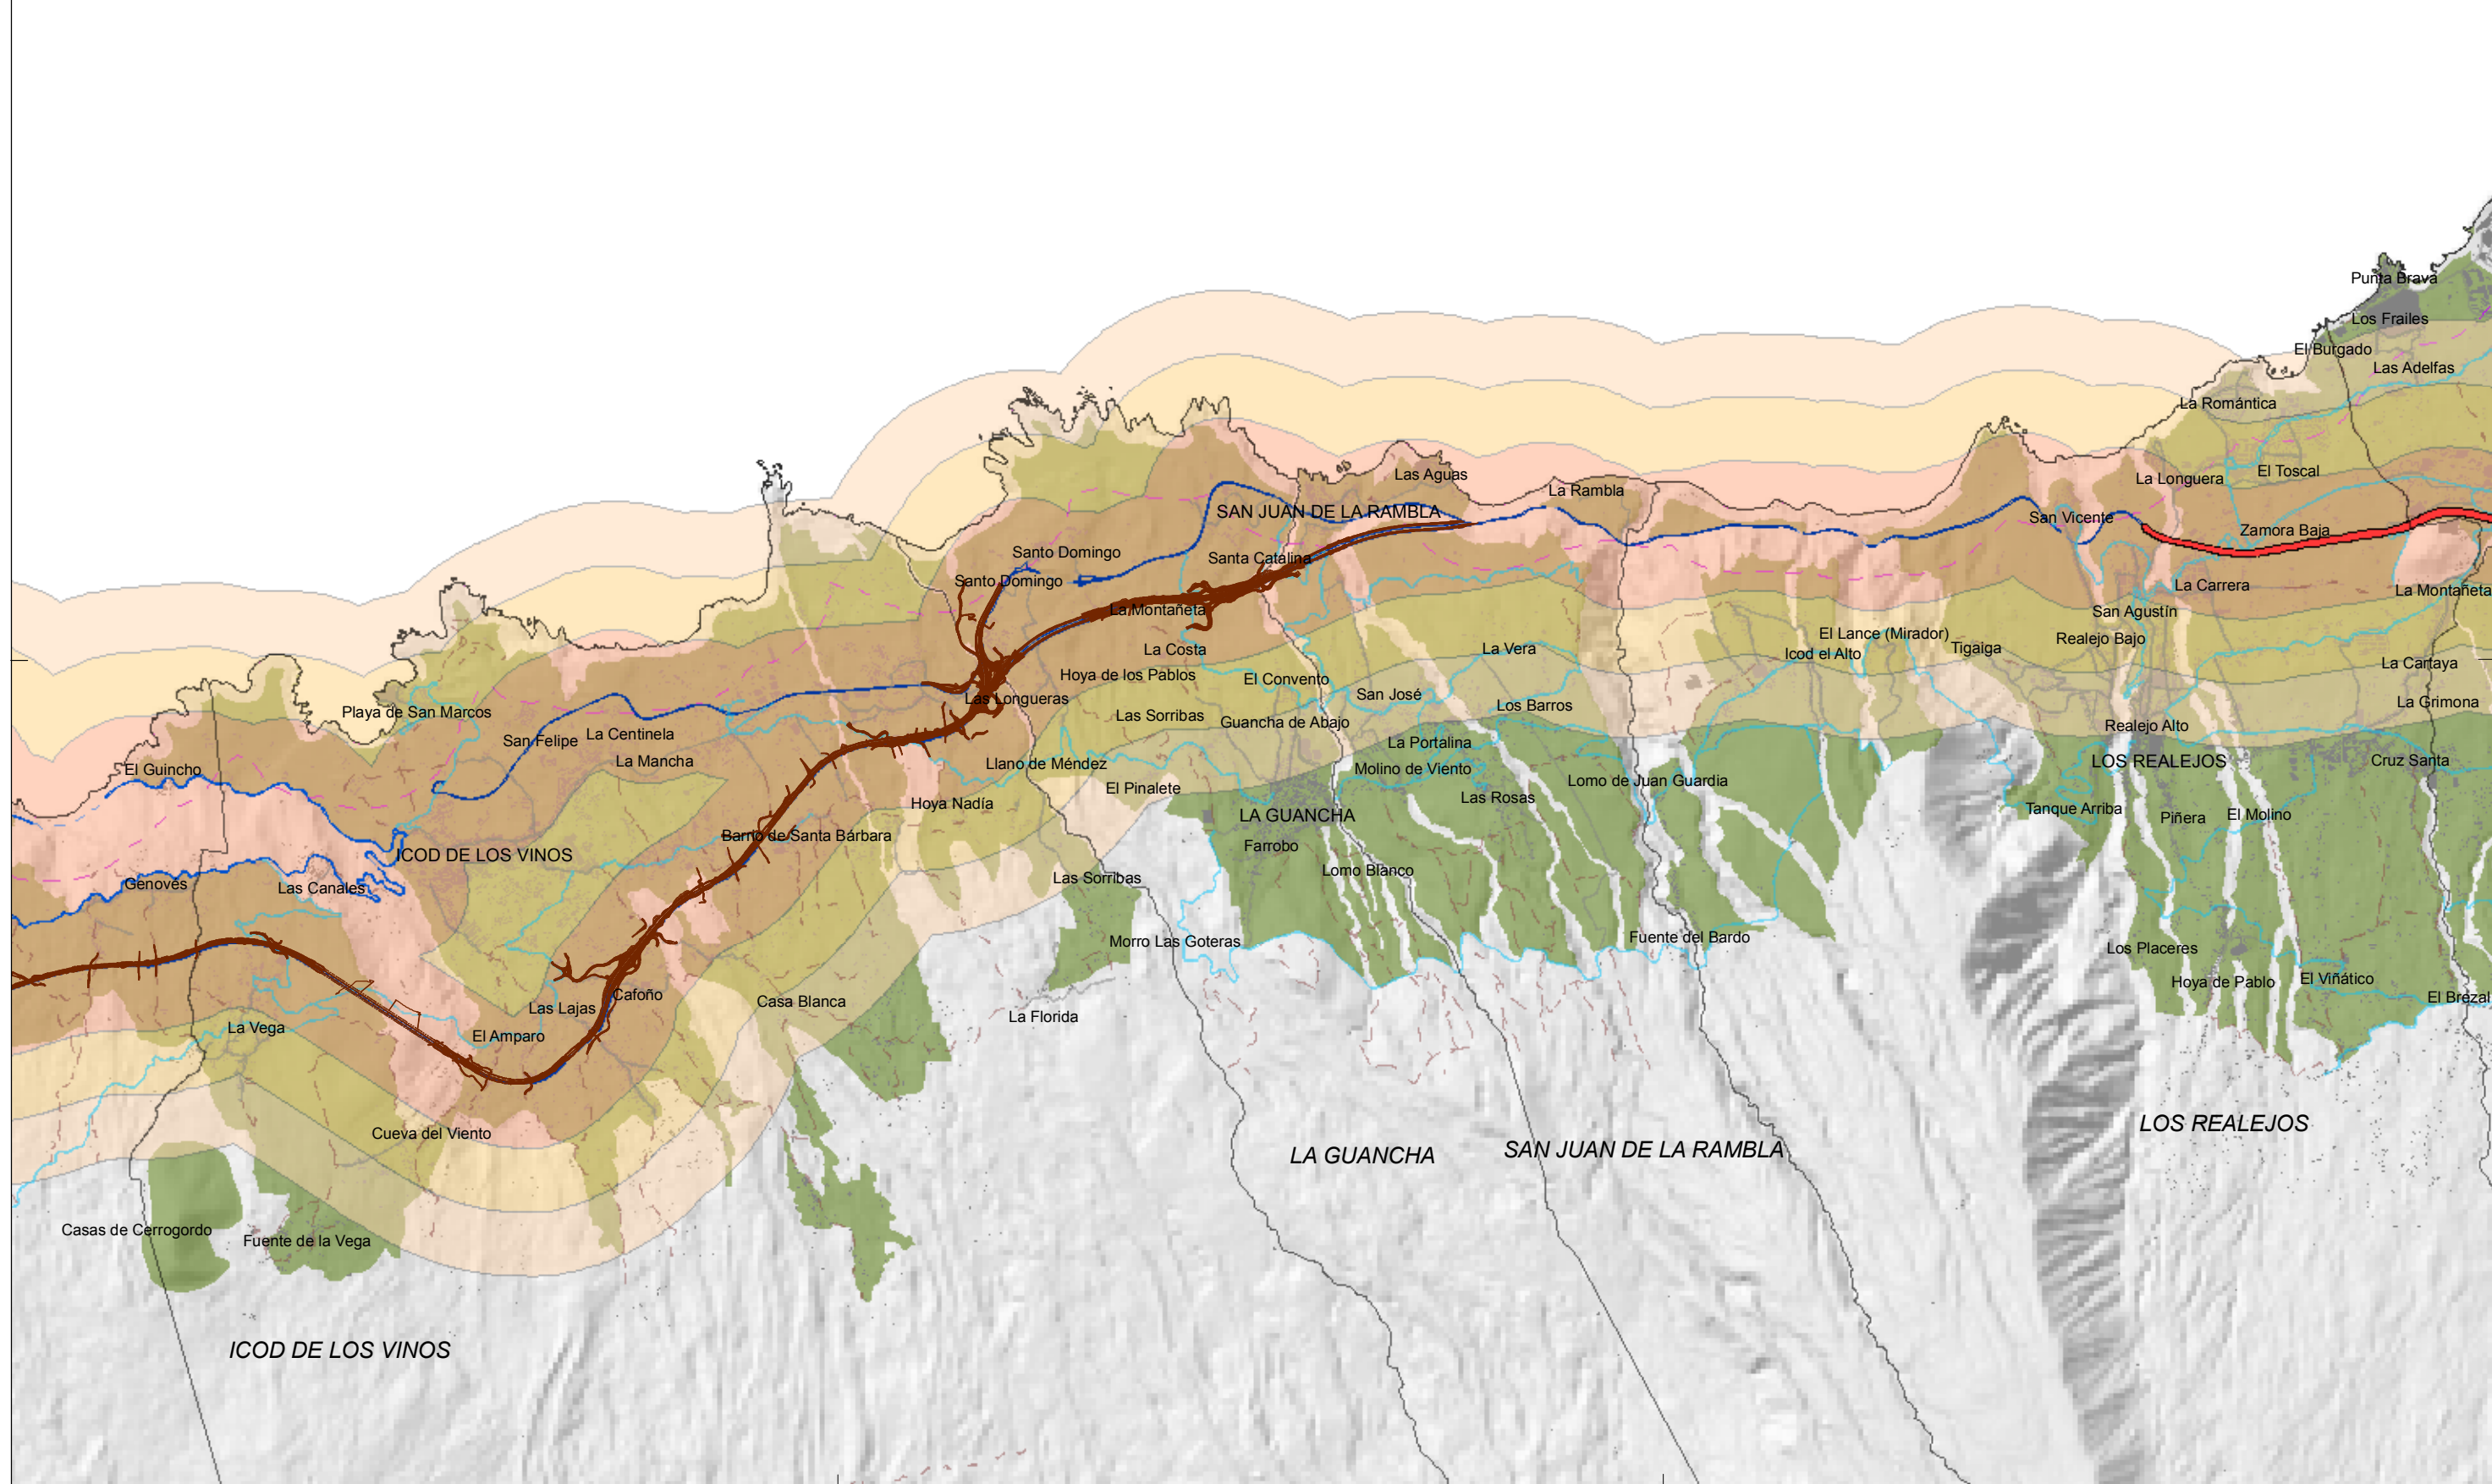 Punta Brava
Los Frailes
El Burgado
Las Adelfas
La Romántica
El Toscal
Las Aguas
La Longuera
La Rambla
SAN JUAN DE LA RAMBLA
San Vicente
Zamora Baja
Santo Domingo
Santa Catalina
Santo Domingo
La Carrera
La Montañeta
La Montañeta
San Agustín
El Lance (Mirador)
Realejo Bajo
La Costa
La Vera
Tigaiga
Icod el Alto
La Cartaya
Hoya de los Pablos
El Convento
San José
Las Longueras
La Grimona
Los Barros
Playa de San Marcos
Las Sorribas
Guancha de Abajo
Realejo Alto
La Centinela
San Felipe
La Portalina
La Mancha
Llano de Méndez
LOS REALEJOS
Cruz Santa
El Guincho
Molino de Viento
Lomo de Juan Guardia
El Pinalete
Las Rosas
Hoya Nadía
Tanque Arriba
El Molino
LA GUANCHA
Piñera
Barrio de Santa Bárbara
Farrobo
ICOD DE LOS VINOS
Lomo Blanco
Las Sorribas
Genovés
Las Canales
Fuente del Bardo
Morro Las Goteras
Los Placeres
El Viñático
Hoya de Pablo
Cafoño
El Brezal
Casa Blanca
Las Lajas
La Florida
La Vega
El Amparo
LOS REALEJOS
Cueva del Viento
SAN JUAN DE LA RAMBLA
LA GUANCHA
Casas de Cerrogordo
Fuente de la Vega
ICOD DE LOS VINOS